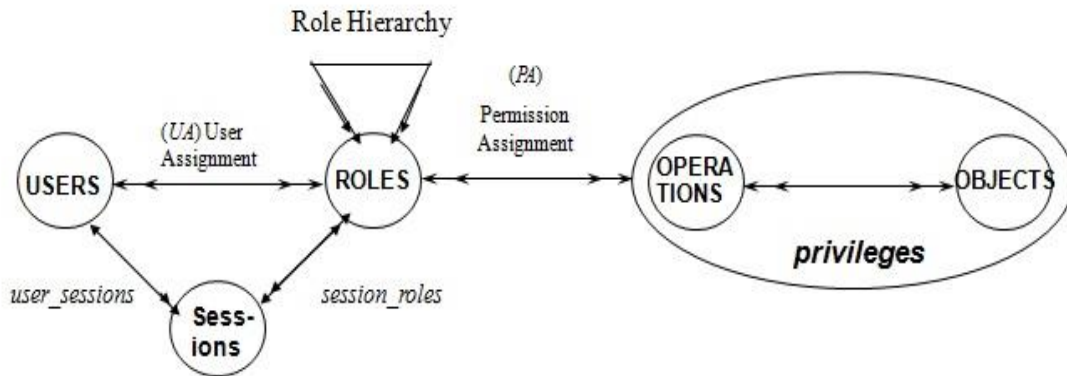 Role Hierarchy
(PA)
Permission
Assignment
(UA) User
Assignment
USERS
ROLES
OPERA
TIONS
OBJECTS
privileges
user_sessions
session_roles
Sess-
ions